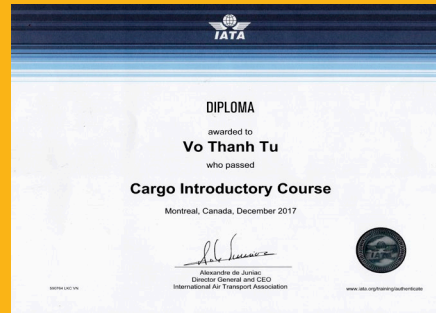 IATA
DIPLOMA
awarded to
Vo Thanh Tu
who passed
Cargo Introductory Course
Montreal, Canada, December 2017
Alexandre de Juniac
Director General and CEO
International Air Transport Association
www.iata.org/training/authenticate